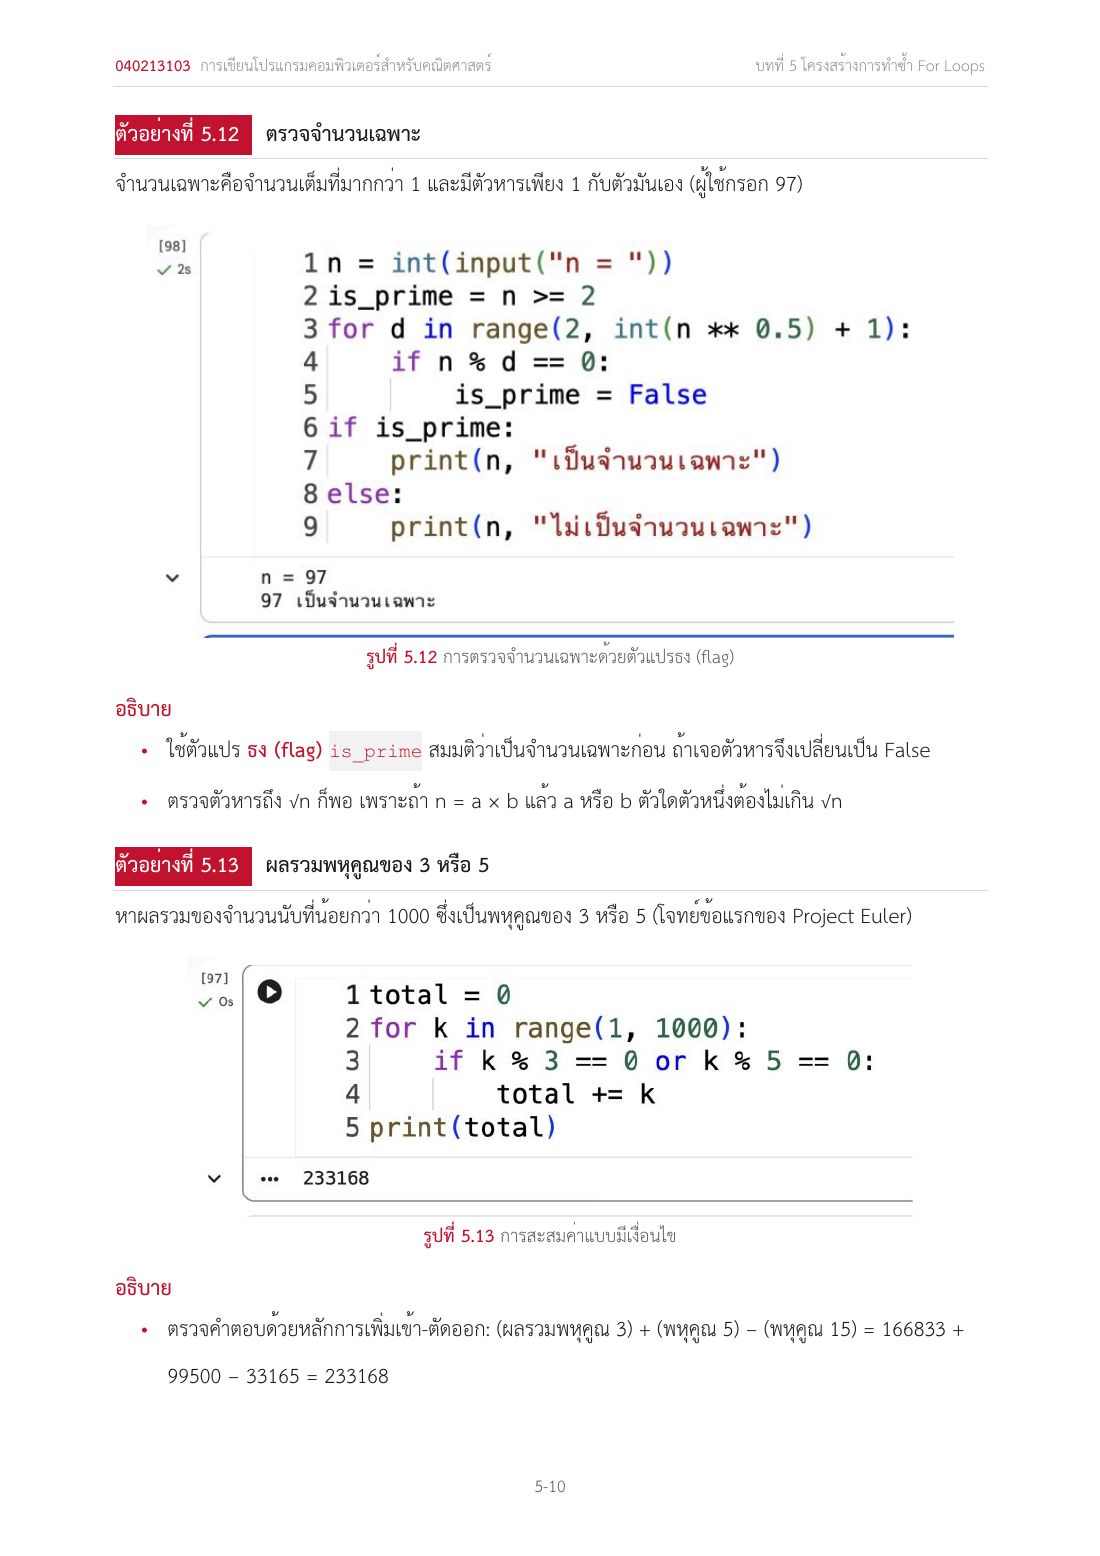 040213103 การเขียนโปรแกรมคอมพิวเตอร์สำหรับคณิตศาสตร์ บทที่ 5 โครงสร้างการทำซ้ำ For Loops
ตัวอย่างที่ 5.12 ตรวจจำนวนเฉพาะ
จำนวนเฉพาะคือจำนวนเต็มที่มากกว่า 1 และมีตัวหารเพียง 1 กับตัวมันเอง (ผู้ใช้กรอก 97)
[98]
2s
1 n = int(input("n = "))
2 is_prime = n >= 2
3 for d in range(2, int(n ** 0.5) + 1):
4     if n % d == 0:
5         is_prime = False
6 if is_prime:
7     print(n, "เป็นจำนวนเฉพาะ")
8 else:
9     print(n, "ไม่เป็นจำนวนเฉพาะ")
n = 97
97 เป็นจำนวนเฉพาะ
รูปที่ 5.12 การตรวจจำนวนเฉพาะด้วยตัวแปรธง (flag)
อธิบาย
• ใช้ตัวแปร ธง (flag) is_prime สมมติว่าเป็นจำนวนเฉพาะก่อน ถ้าเจอตัวหารจึงเปลี่ยนเป็น False
• ตรวจตัวหารถึง √n ก็พอ เพราะถ้า n = a × b แล้ว a หรือ b ตัวใดตัวหนึ่งต้องไม่เกิน √n
ตัวอย่างที่ 5.13 ผลรวมพหุคูณของ 3 หรือ 5
หาผลรวมของจำนวนนับที่น้อยกว่า 1000 ซึ่งเป็นพหุคูณของ 3 หรือ 5 (โจทย์ข้อแรกของ Project Euler)
[97]
0s
1 total = 0
2 for k in range(1, 1000):
3     if k % 3 == 0 or k % 5 == 0:
4         total += k
5 print(total)
••• 233168
รูปที่ 5.13 การสะสมค่าแบบมีเงื่อนไข
อธิบาย
• ตรวจคำตอบด้วยหลักการเพิ่มเข้า-ตัดออก: (ผลรวมพหุคูณ 3) + (พหุคูณ 5) – (พหุคูณ 15) = 166833 +
99500 – 33165 = 233168
5-10